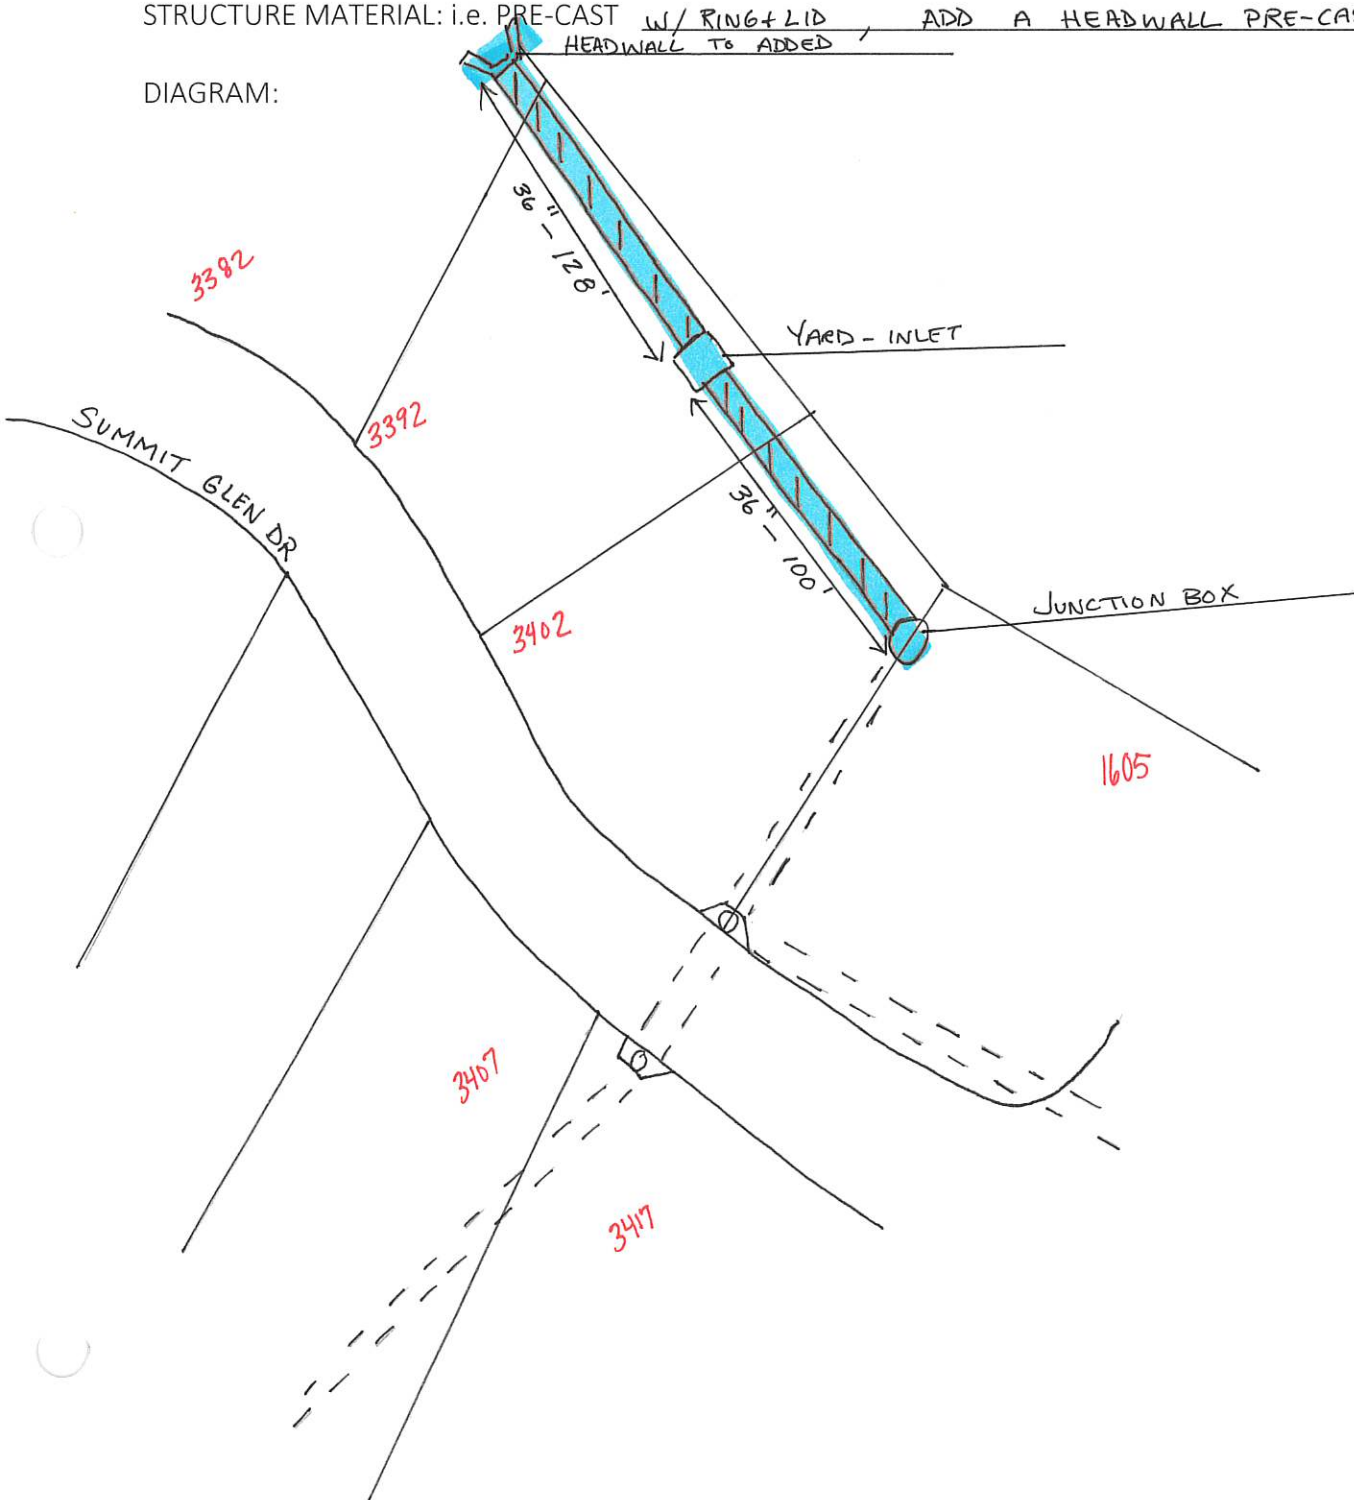 STRUCTURE MATERIAL: i.e. PRE-CAST W/ RING+LID, ADD A HEADWALL PRE-CAS
HEADWALL TO ADDED
DIAGRAM:
36" - 128'
3382
YARD - INLET
3392
SUMMIT GLEN DR
36" - 100'
JUNCTION BOX
3402
1605
3407
3417